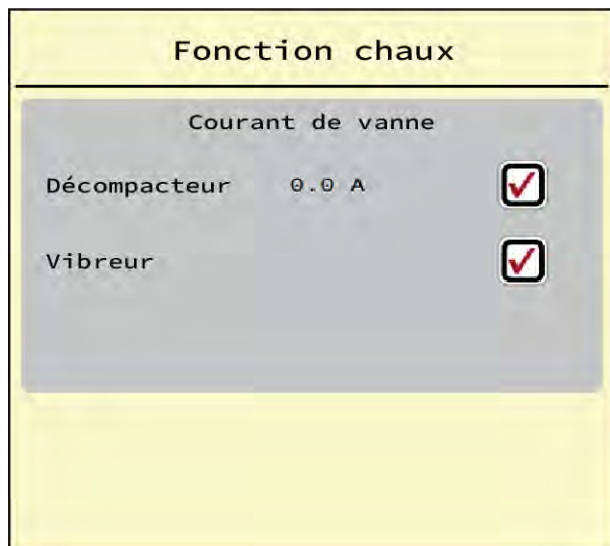 Fonction chaux
Courant de vanne
Décompacteur 0.0 A
Vibreur